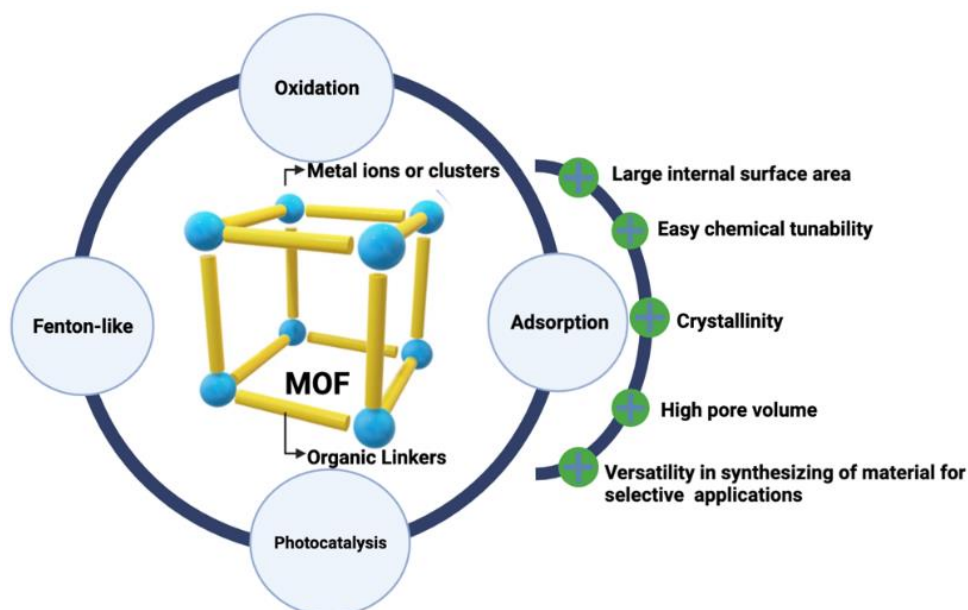 Oxidation
Metal ions or clusters
Large internal surface area
Easy chemical tunability
Fenton-like
Adsorption
Crystallinity
MOF
High pore volume
Organic Linkers
Versatility in synthesizing of material for
selective applications
Photocatalysis